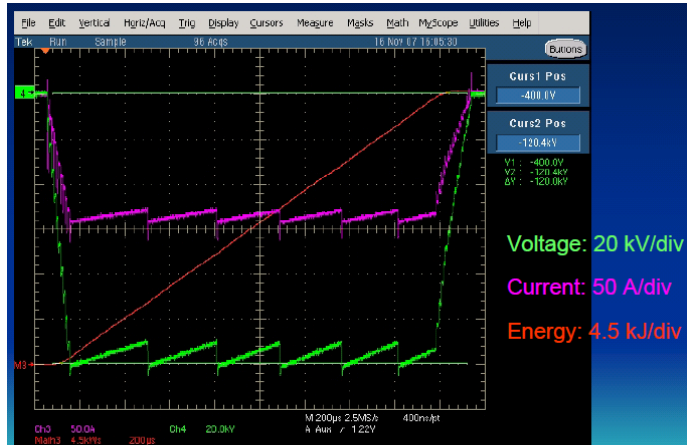 File Edit Vertical Horiz/Acq Trig Display Cursors Measure Masks Math MyScope Utilities Help
Tek Run Sample 96 Acqs 16 Nov 07 16:05:30
Buttons
Curs1 Pos
-400.0V
Curs2 Pos
-120.4kV
V1: -400.0V
V2: -120.4kV
ΔV: -120.0kV
4
Voltage: 20 kV/div
Current: 50 A/div
Energy: 4.5 kJ/div
M3
M 200µs 2.5MS/s 400ns/pt
Ch3 50.0A Ch4 20.0kV A Aux / 1.22V
Math3 4.5kWs 200µs